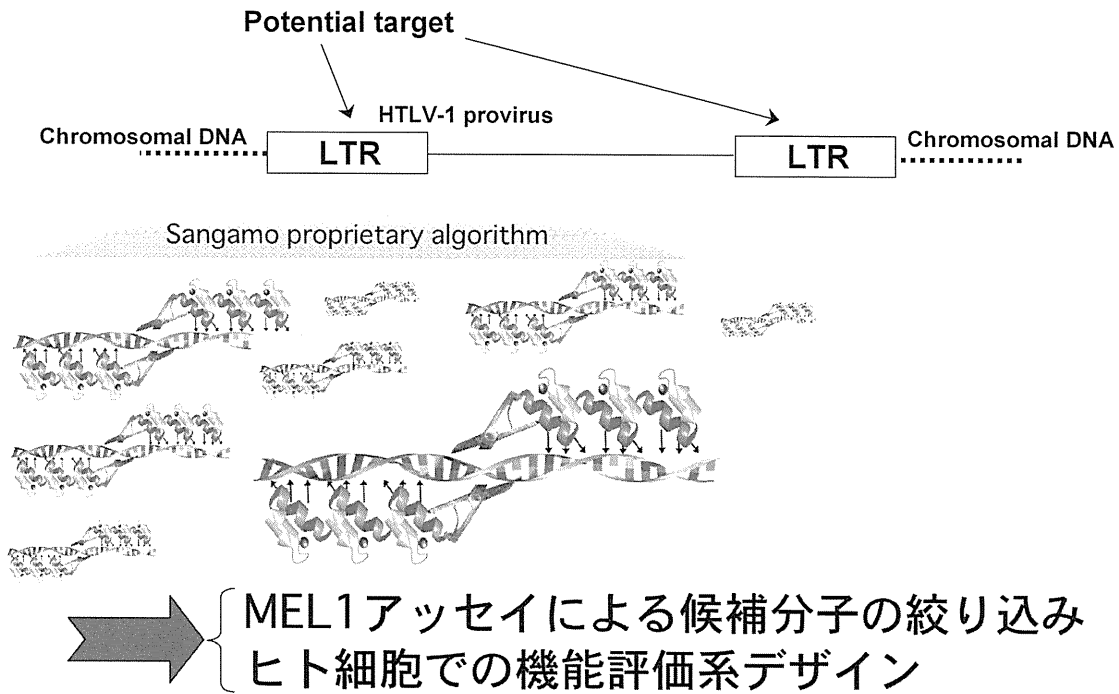 Potential target
HTLV-1 provirus
Chromosomal DNA
LTR
LTR
Chromosomal DNA
Sangamo proprietary algorithm
MEL1アッセイによる候補分子の絞り込み
ヒト細胞での機能評価系デザイン